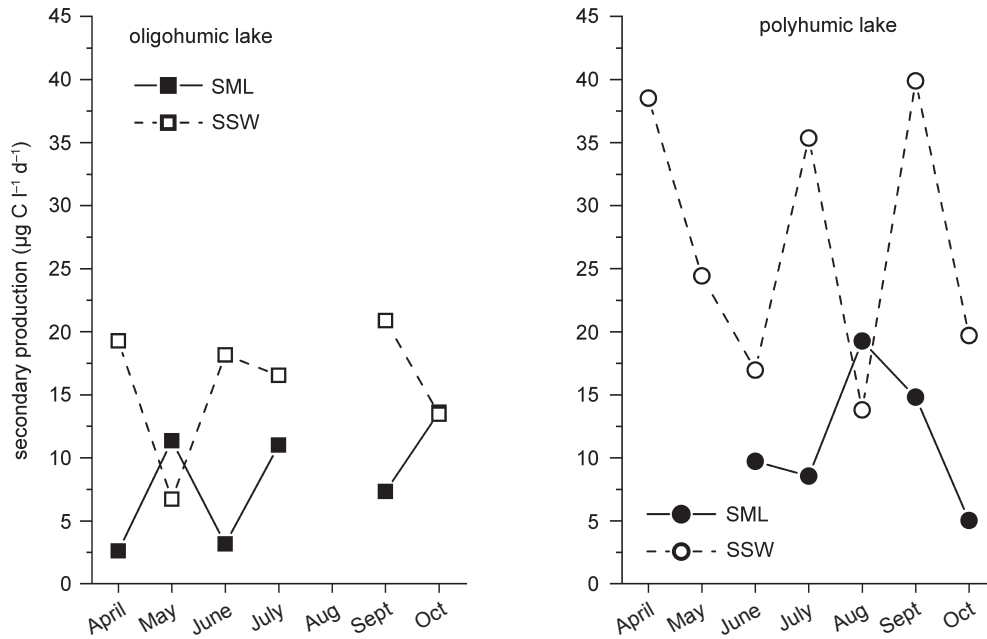 secondary production (µg C l⁻¹ d⁻¹)
45
40
35
30
25
20
15
10
5
0
oligohumic lake
SML
SSW
April May June July Aug Sept Oct
45
40
35
30
25
20
15
10
5
0
polyhumic lake
SML
SSW
April May June July Aug Sept Oct